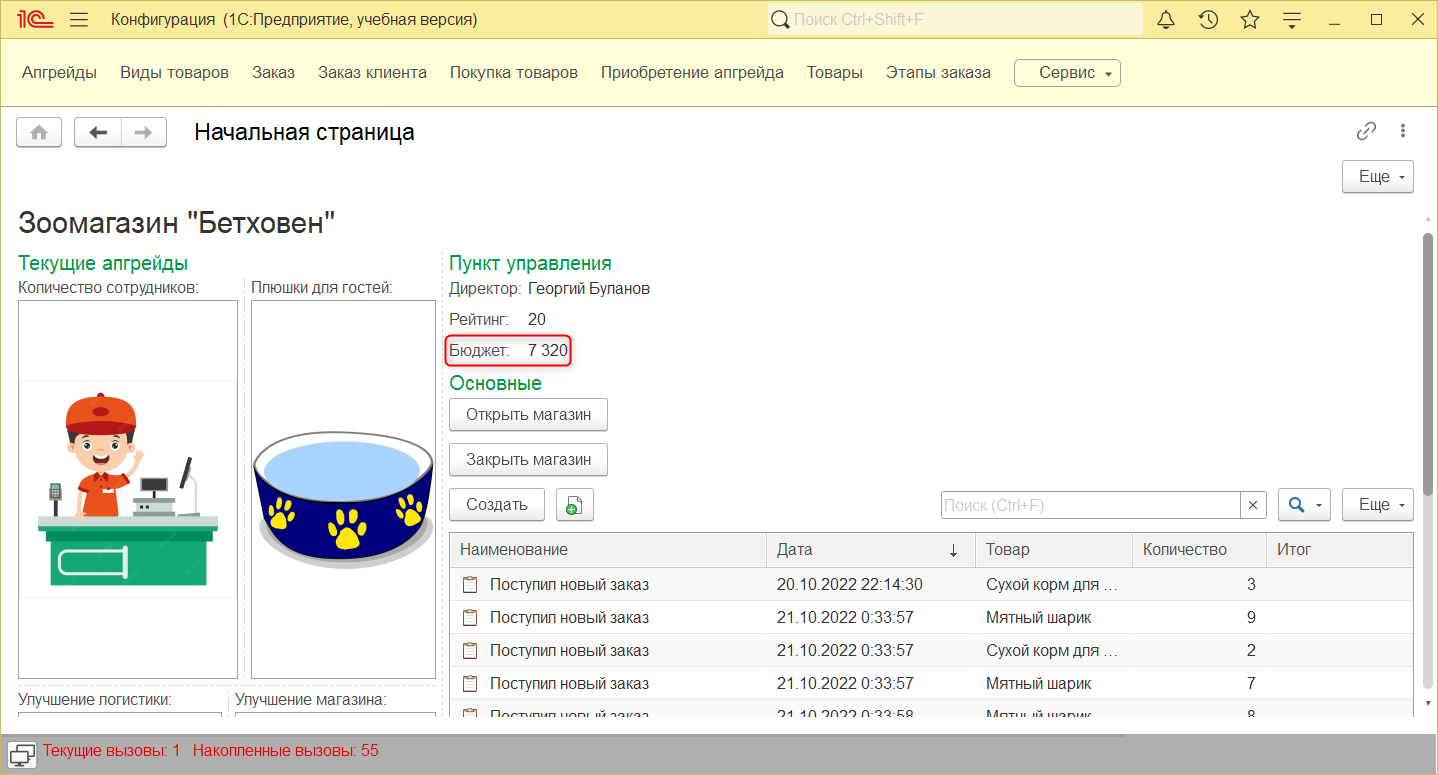 1С Конфигурация (1С:Предприятие, учебная версия) Поиск Ctrl+Shift+F
Апгрейды Виды товаров Заказ Заказ клиента Покупка товаров Приобретение апгрейда Товары Этапы заказа Сервис
Начальная страница
Еще
Зоомагазин "Бетховен"
Текущие апгрейды
Количество сотрудников: Плюшки для гостей:
Улучшение логистики: Улучшение магазина:
Пункт управления
Директор: Георгий Буланов
Рейтинг: 20
Бюджет: 7 320
Основные
Открыть магазин
Закрыть магазин
Создать Поиск (Ctrl+F) Еще
Наименование Дата Товар Количество Итог
Поступил новый заказ 20.10.2022 22:14:30 Сухой корм для ... 3
Поступил новый заказ 21.10.2022 0:33:57 Мятный шарик 9
Поступил новый заказ 21.10.2022 0:33:57 Сухой корм для ... 2
Поступил новый заказ 21.10.2022 0:33:57 Мятный шарик 7
Поступил новый заказ 21.10.2022 0:33:58 Мятный шарик 8
Текущие вызовы: 1 Накопленные вызовы: 55